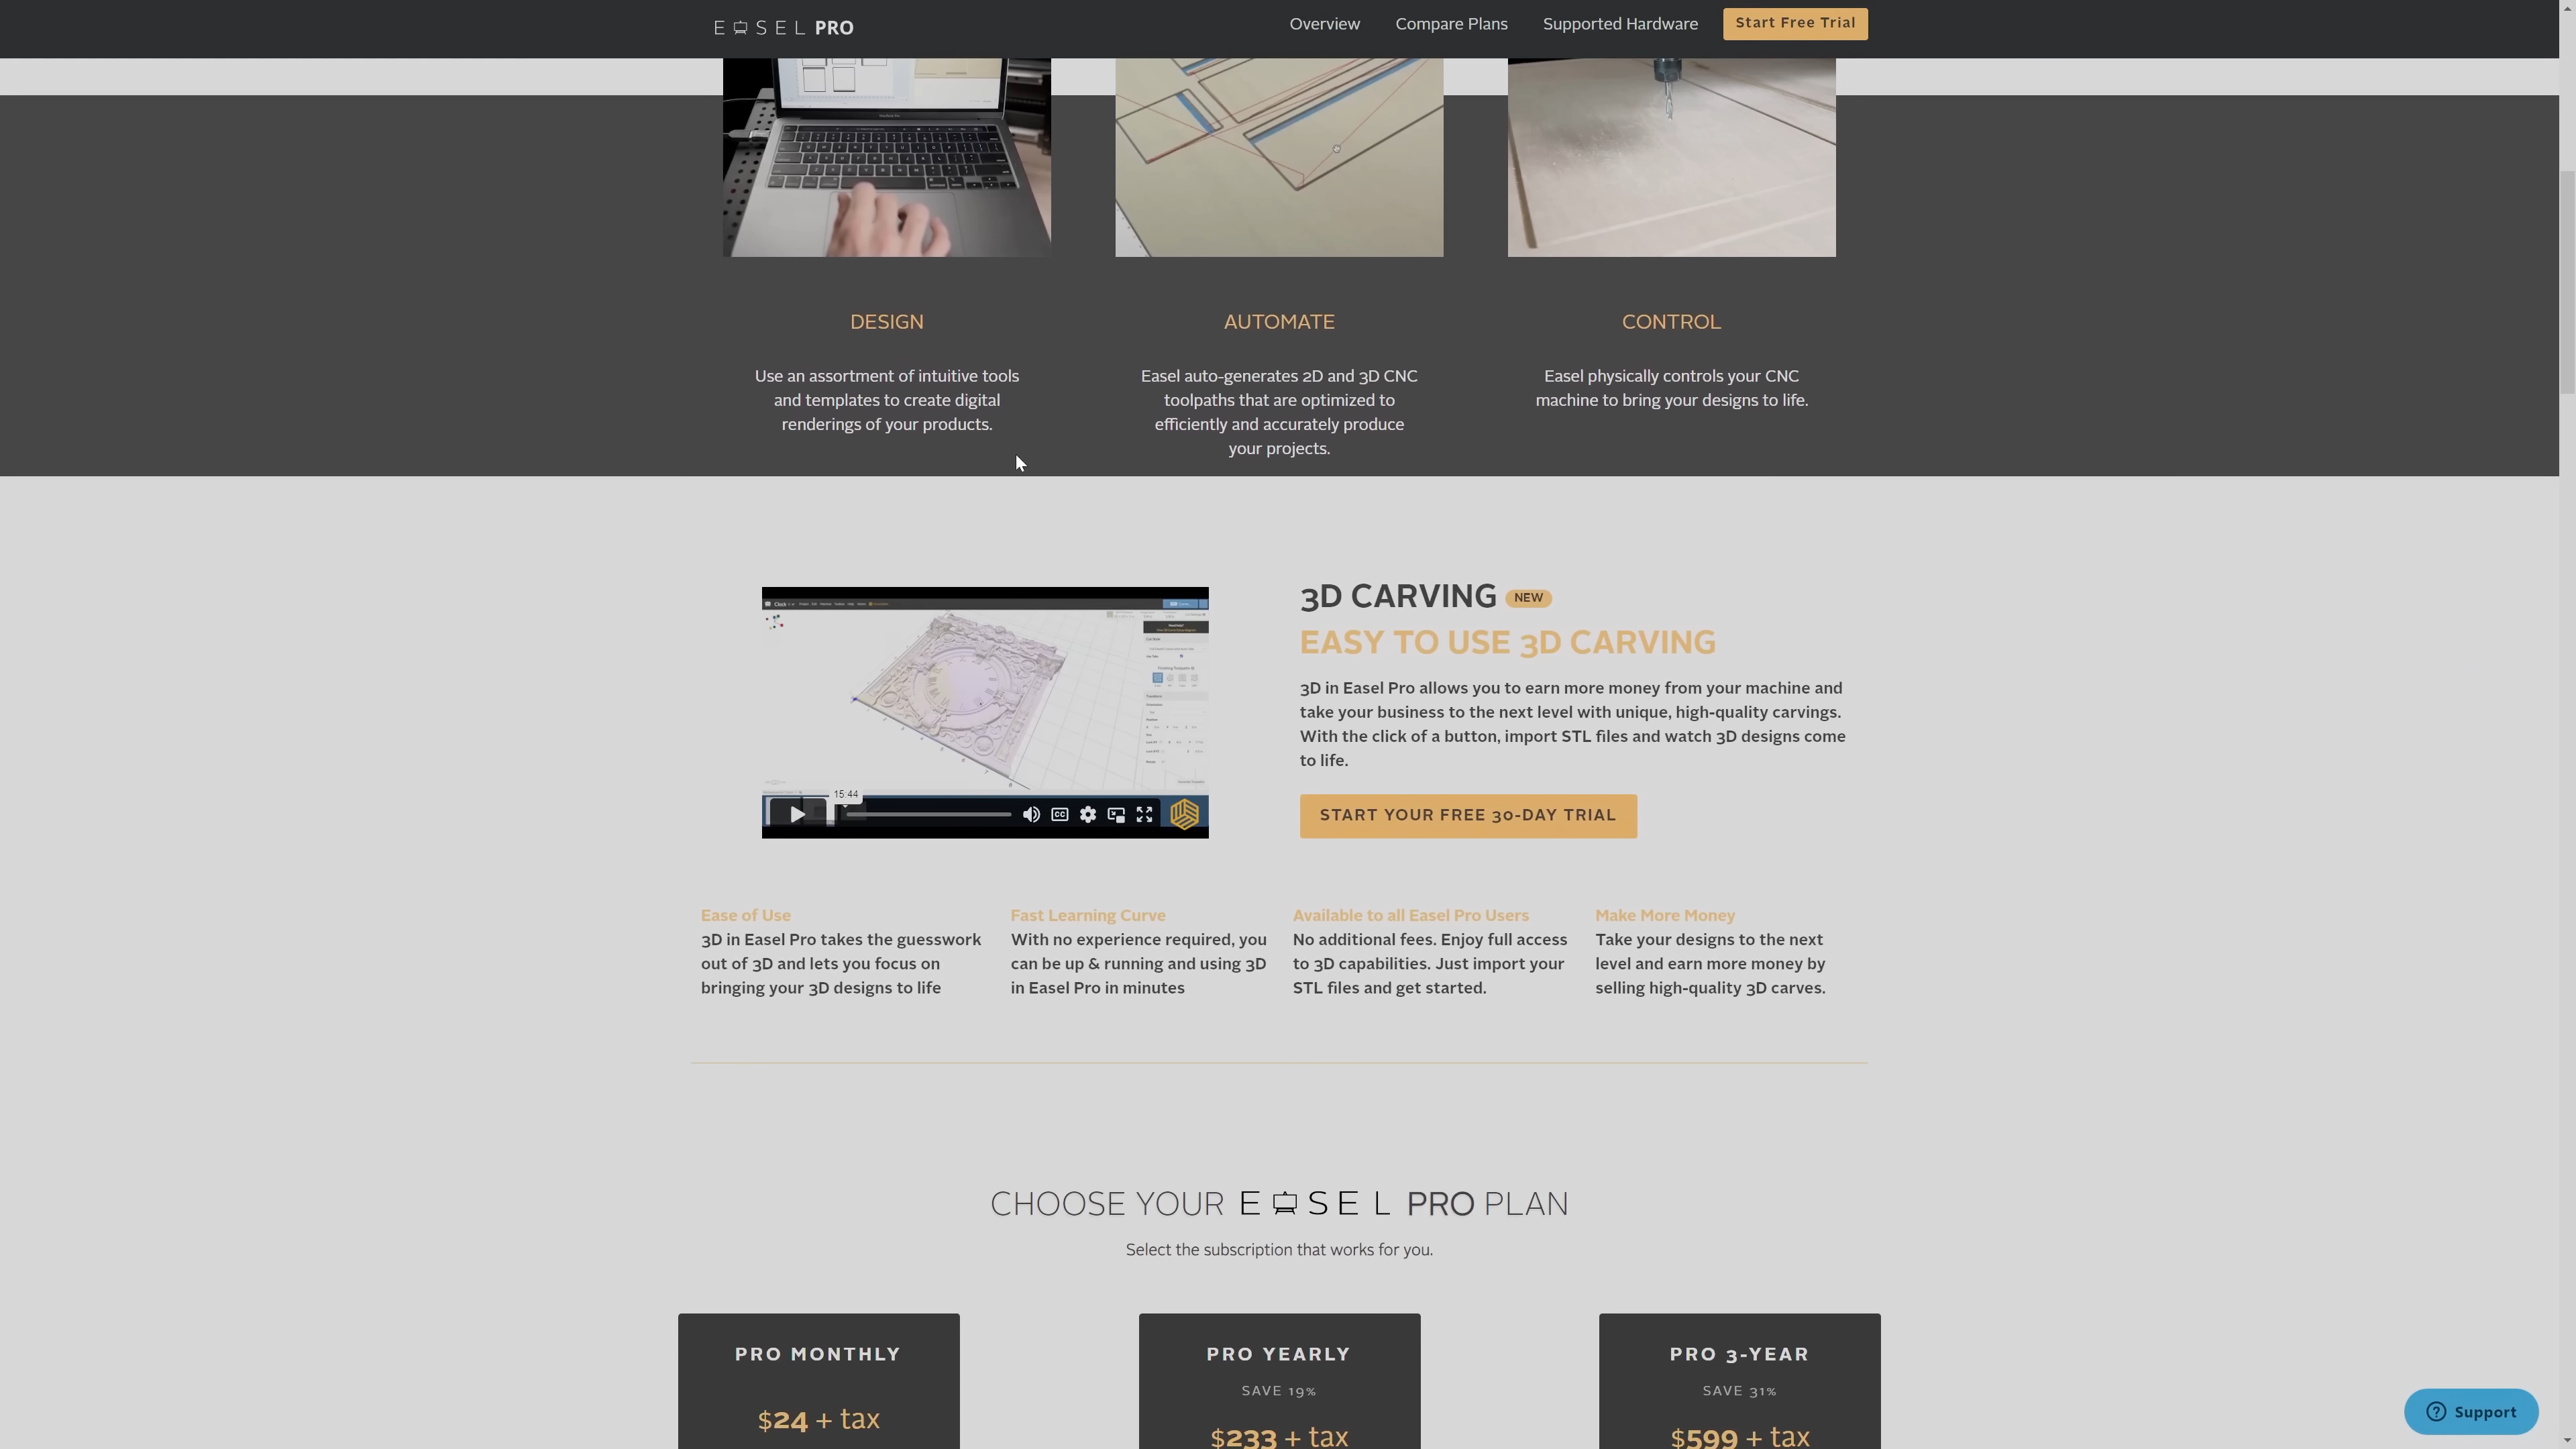 E SEL PRO
Overview
Compare Plans
Supported Hardware
Start Free Trial
DESIGN
Use an assortment of intuitive tools
and templates to create digital
renderings of your products.
AUTOMATE
Easel auto-generates 2D and 3D CNC
toolpaths that are optimized to
efficiently and accurately produce
your projects.
CONTROL
Easel physically controls your CNC
machine to bring your designs to life.
15:44
CC
3D CARVING NEW
EASY TO USE 3D CARVING
3D in Easel Pro allows you to earn more money from your machine and
take your business to the next level with unique, high-quality carvings.
With the click of a button, import STL files and watch 3D designs come
to life.
START YOUR FREE 30-DAY TRIAL
Ease of Use
3D in Easel Pro takes the guesswork
out of 3D and lets you focus on
bringing your 3D designs to life
Fast Learning Curve
With no experience required, you
can be up & running and using 3D
in Easel Pro in minutes
Available to all Easel Pro Users
No additional fees. Enjoy full access
to 3D capabilities. Just import your
STL files and get started.
Make More Money
Take your designs to the next
level and earn more money by
selling high-quality 3D carves.
CHOOSE YOUR E SEL PRO PLAN
Select the subscription that works for you.
PRO MONTHLY
$24 + tax
PRO YEARLY
SAVE 19%
$233 + tax
PRO 3-YEAR
SAVE 31%
$599 + tax
Support